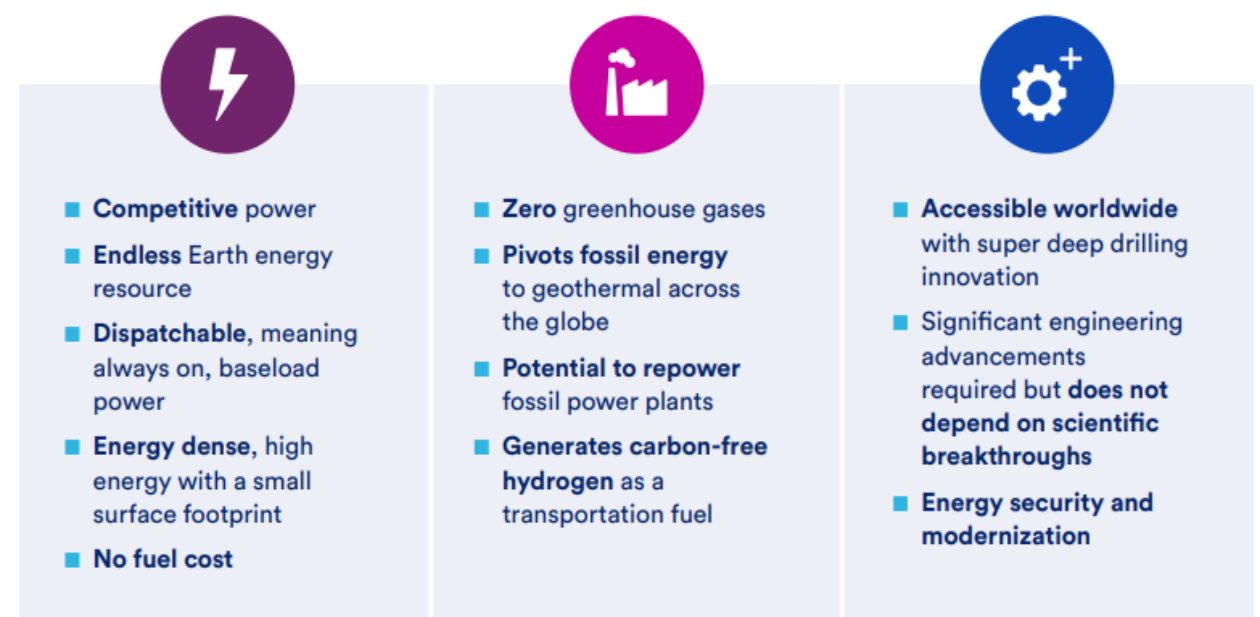 Competitive power
Endless Earth energy
resource
Dispatchable, meaning
always on, baseload
power
Energy dense, high
energy with a small
surface footprint
No fuel cost
Zero greenhouse gases
Pivots fossil energy
to geothermal across
the globe
Potential to repower
fossil power plants
Generates carbon-free
hydrogen as a
transportation fuel
Accessible worldwide
with super deep drilling
innovation
Significant engineering
advancements
required but does not
depend on scientific
breakthroughs
Energy security and
modernization